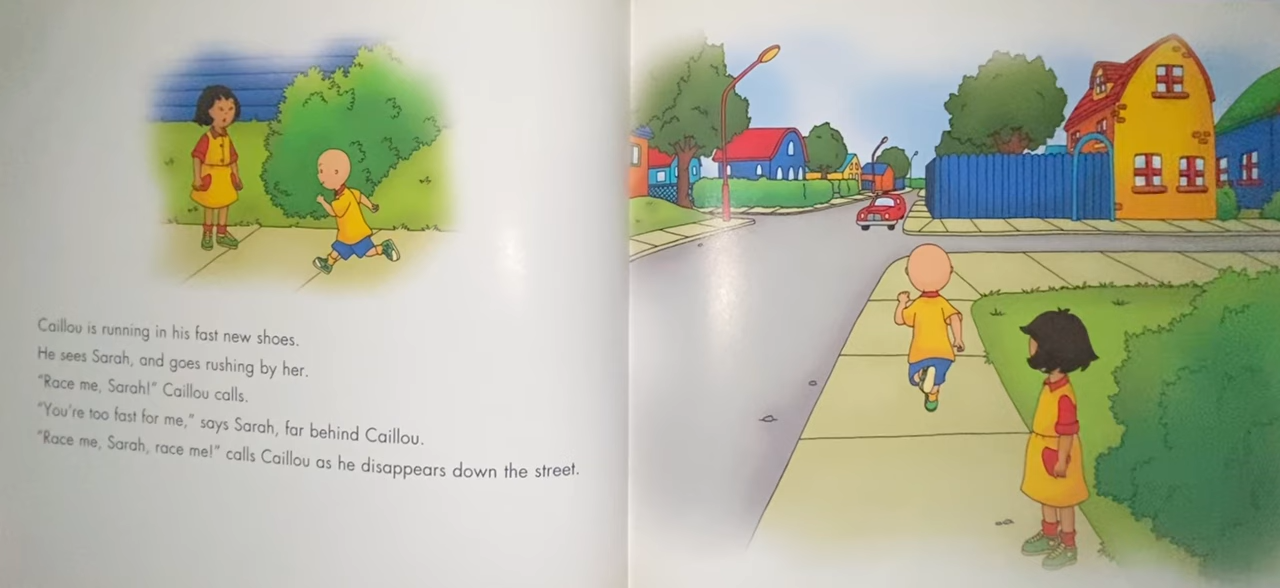 Caillou is running in his fast new shoes.
He sees Sarah, and goes rushing by her.
"Race me, Sarah!" Caillou calls.
"You're too fast for me," says Sarah, far behind Caillou.
"Race me, Sarah, race me!" calls Caillou as he disappears down the street.